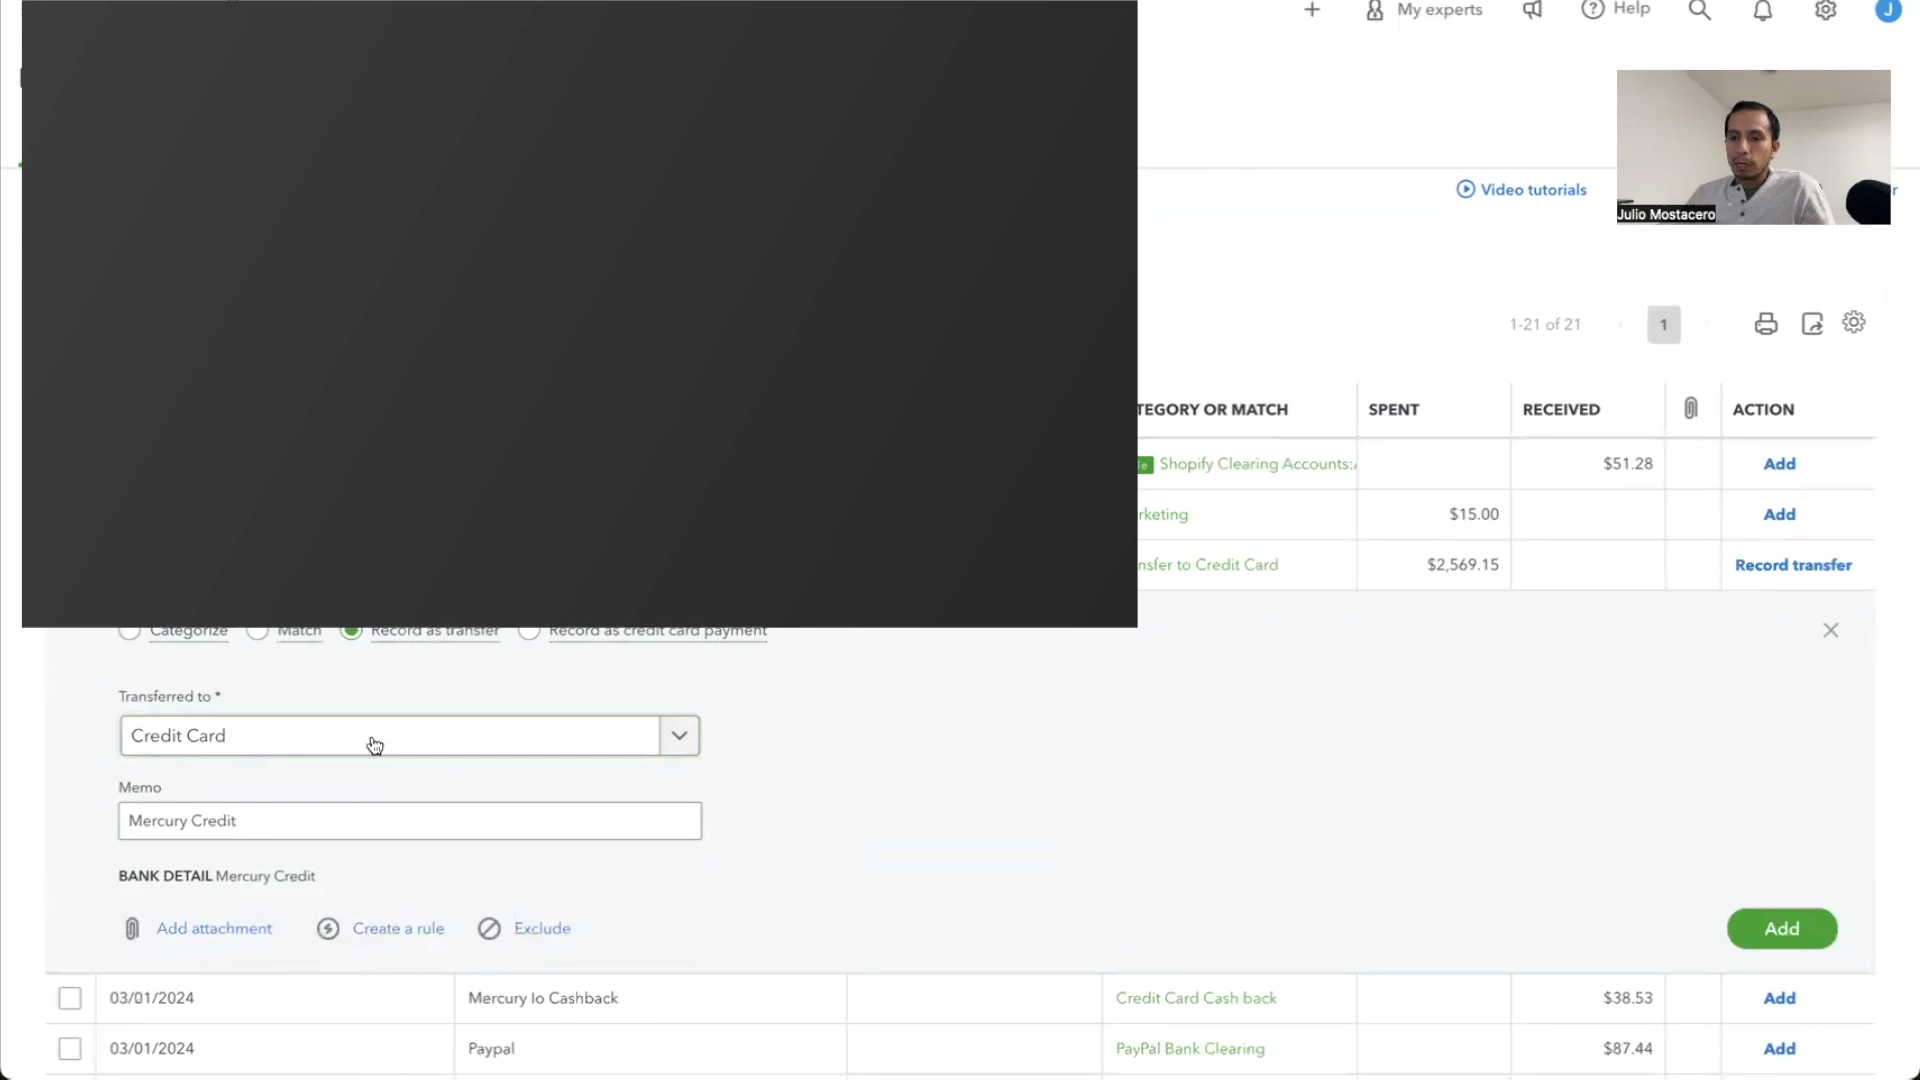 My experts
Help
J
Video tutorials
Julio Mostacero
1-21 of 21
1
TEGORY OR MATCH SPENT RECEIVED ACTION
Shopify Clearing Accounts: $51.28 Add
rketing $15.00 Add
nsfer to Credit Card $2,569.15 Record transfer
Categorize Match Record as transfer Record as credit card payment
Transferred to *
Credit Card
Memo
Mercury Credit
BANK DETAIL Mercury Credit
Add attachment Create a rule Exclude
Add
03/01/2024 Mercury Io Cashback Credit Card Cash back $38.53 Add
03/01/2024 Paypal PayPal Bank Clearing $87.44 Add